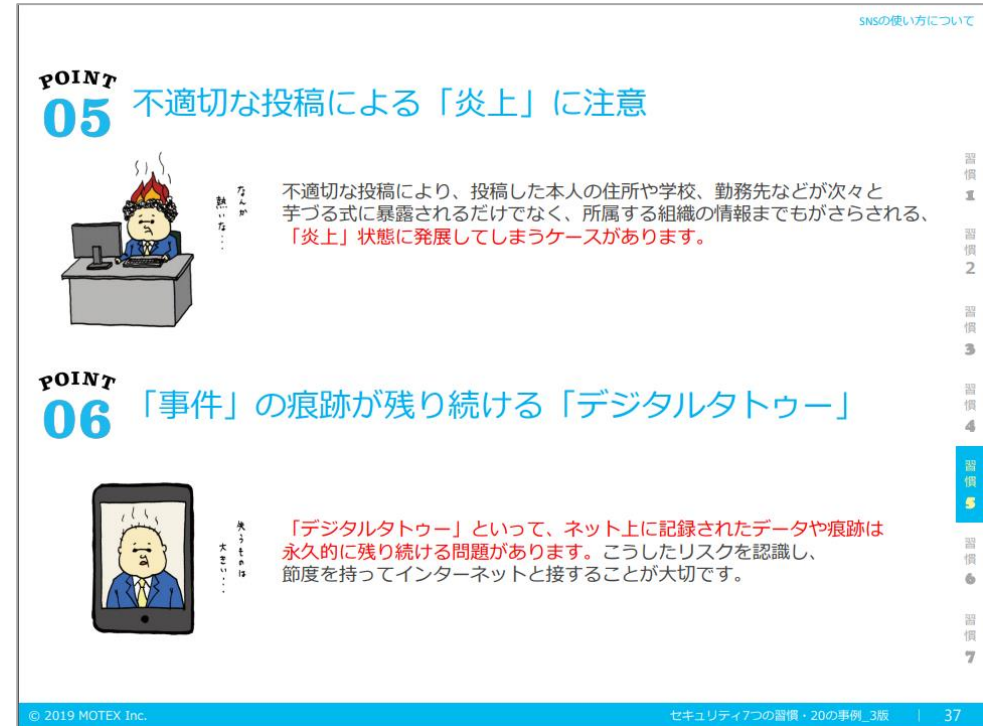 SNSの使い方について
POINT
05
不適切な投稿による「炎上」に注意
なんか
熱いな・・・
不適切な投稿により、投稿した本人の住所や学校、勤務先などが次々と
芋づる式に暴露されるだけでなく、所属する組織の情報までもがさらされる、
「炎上」状態に発展してしまうケースがあります。
POINT
06
「事件」の痕跡が残り続ける「デジタルタトゥー」
失うものは
大きい・・・
「デジタルタトゥー」といって、ネット上に記録されたデータや痕跡は
永久的に残り続ける問題があります。こうしたリスクを認識し、
節度を持ってインターネットと接することが大切です。
習慣1
習慣2
習慣3
習慣4
習慣5
習慣6
習慣7
© 2019 MOTEX Inc.
セキュリティ7つの習慣・20の事例_3版 | 37